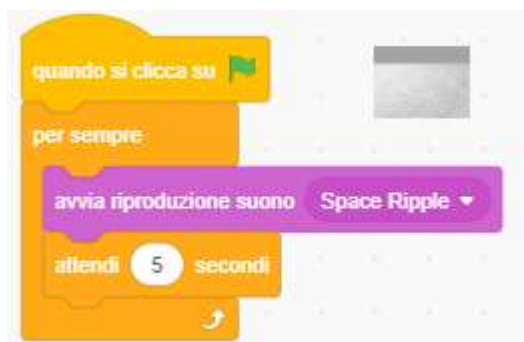 quando si clicca su
per sempre
avvia riproduzione suono Space Ripple
attendi 5 secondi